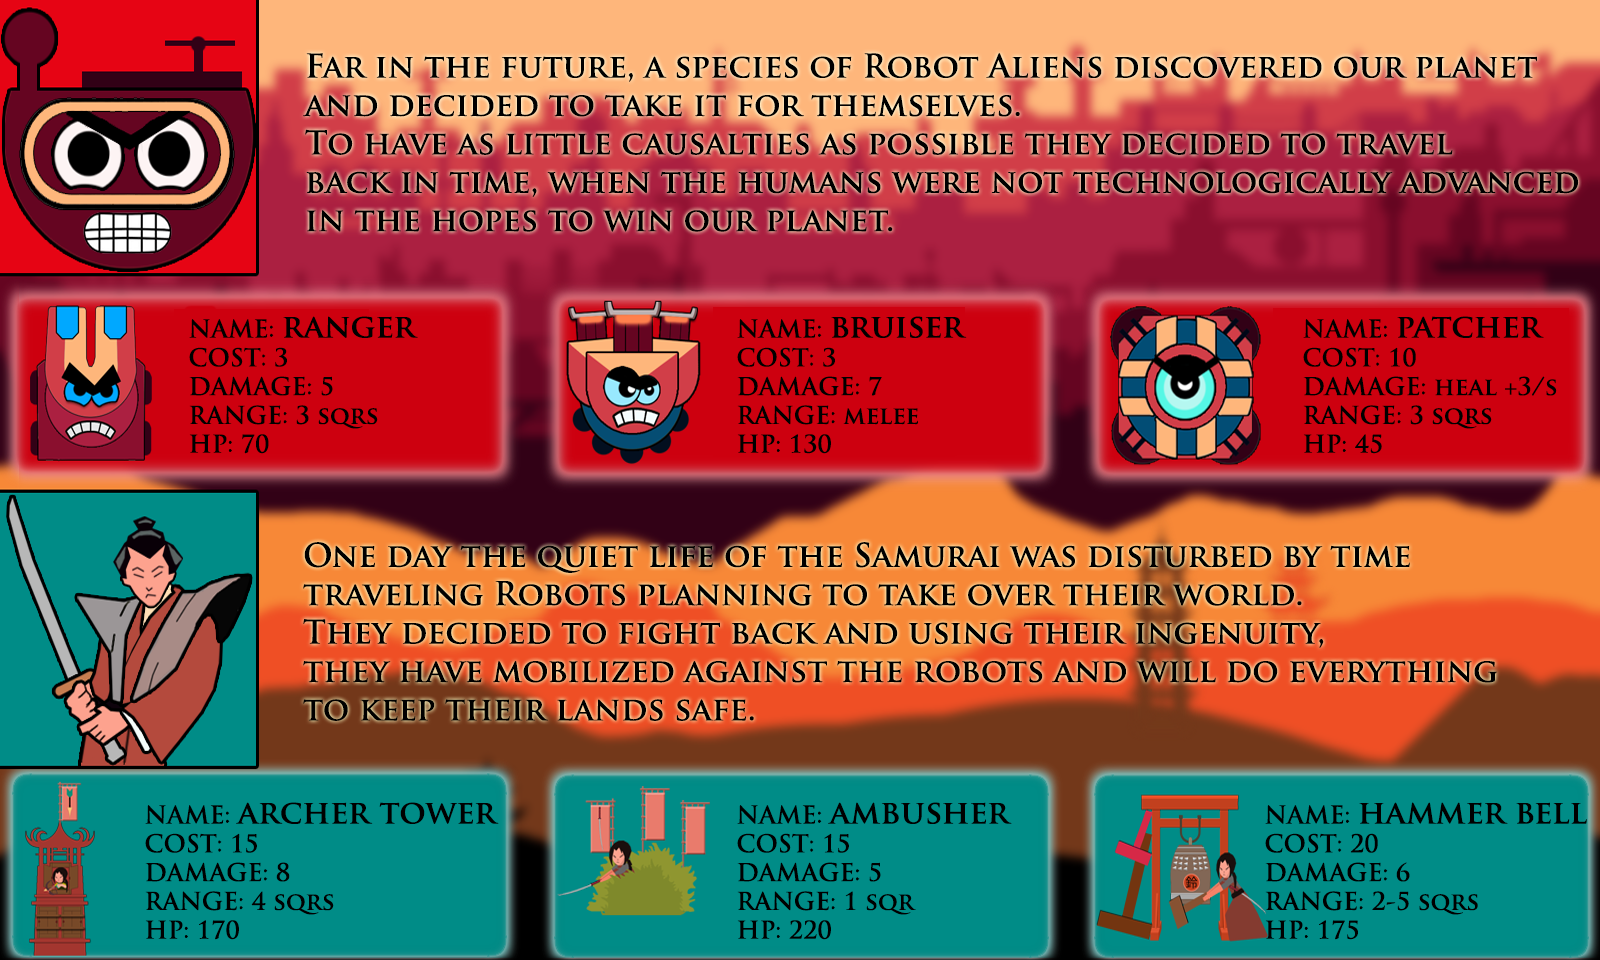 Far in the future, a species of Robot Aliens discovered our planet
and decided to take it for themselves.
To have as little causalties as possible they decided to travel
back in time, when the humans were not technologically advanced
in the hopes to win our planet.
NAME: RANGER
COST: 3
DAMAGE: 5
RANGE: 3 SQRS
HP: 70
NAME: BRUISER
COST: 3
DAMAGE: 7
RANGE: MELEE
HP: 130
NAME: PATCHER
COST: 10
DAMAGE: HEAL +3/S
RANGE: 3 SQRS
HP: 45
One day the quiet life of the Samurai was disturbed by time
traveling Robots planning to take over their world.
They decided to fight back and using their ingenuity,
they have mobilized against the robots and will do everything
to keep their lands safe.
NAME: ARCHER TOWER
COST: 15
DAMAGE: 8
RANGE: 4 SQRS
HP: 170
NAME: AMBUSHER
COST: 15
DAMAGE: 5
RANGE: 1 SQR
HP: 220
NAME: HAMMER BELL
COST: 20
DAMAGE: 6
RANGE: 2-5 SQRS
HP: 175